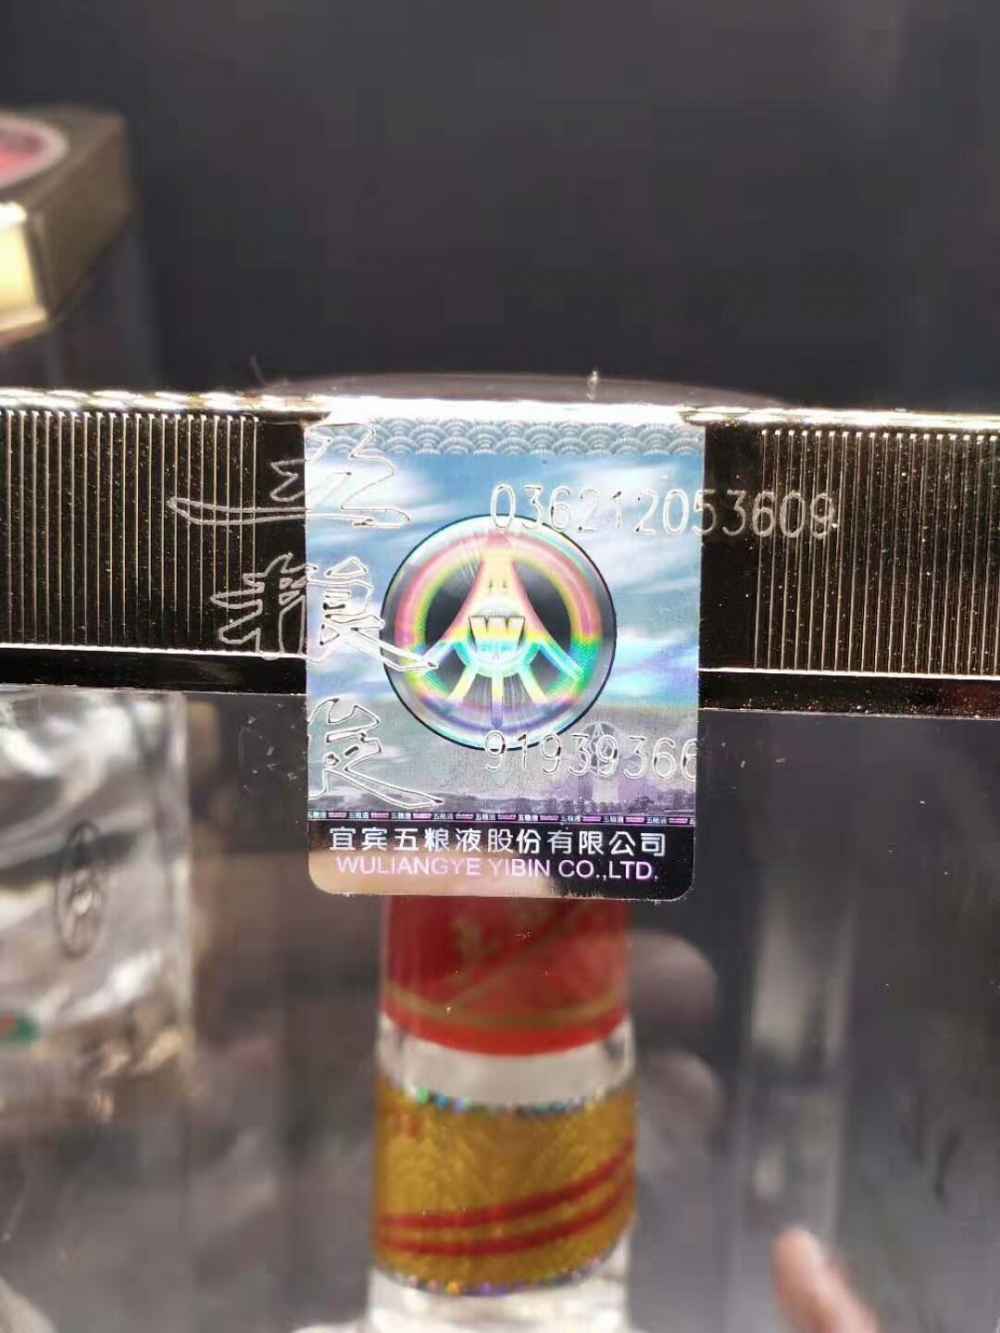 五粮液
036212053609
W
91939366
宜宾五粮液股份有限公司
WULIANGYE YIBIN CO.,LTD.